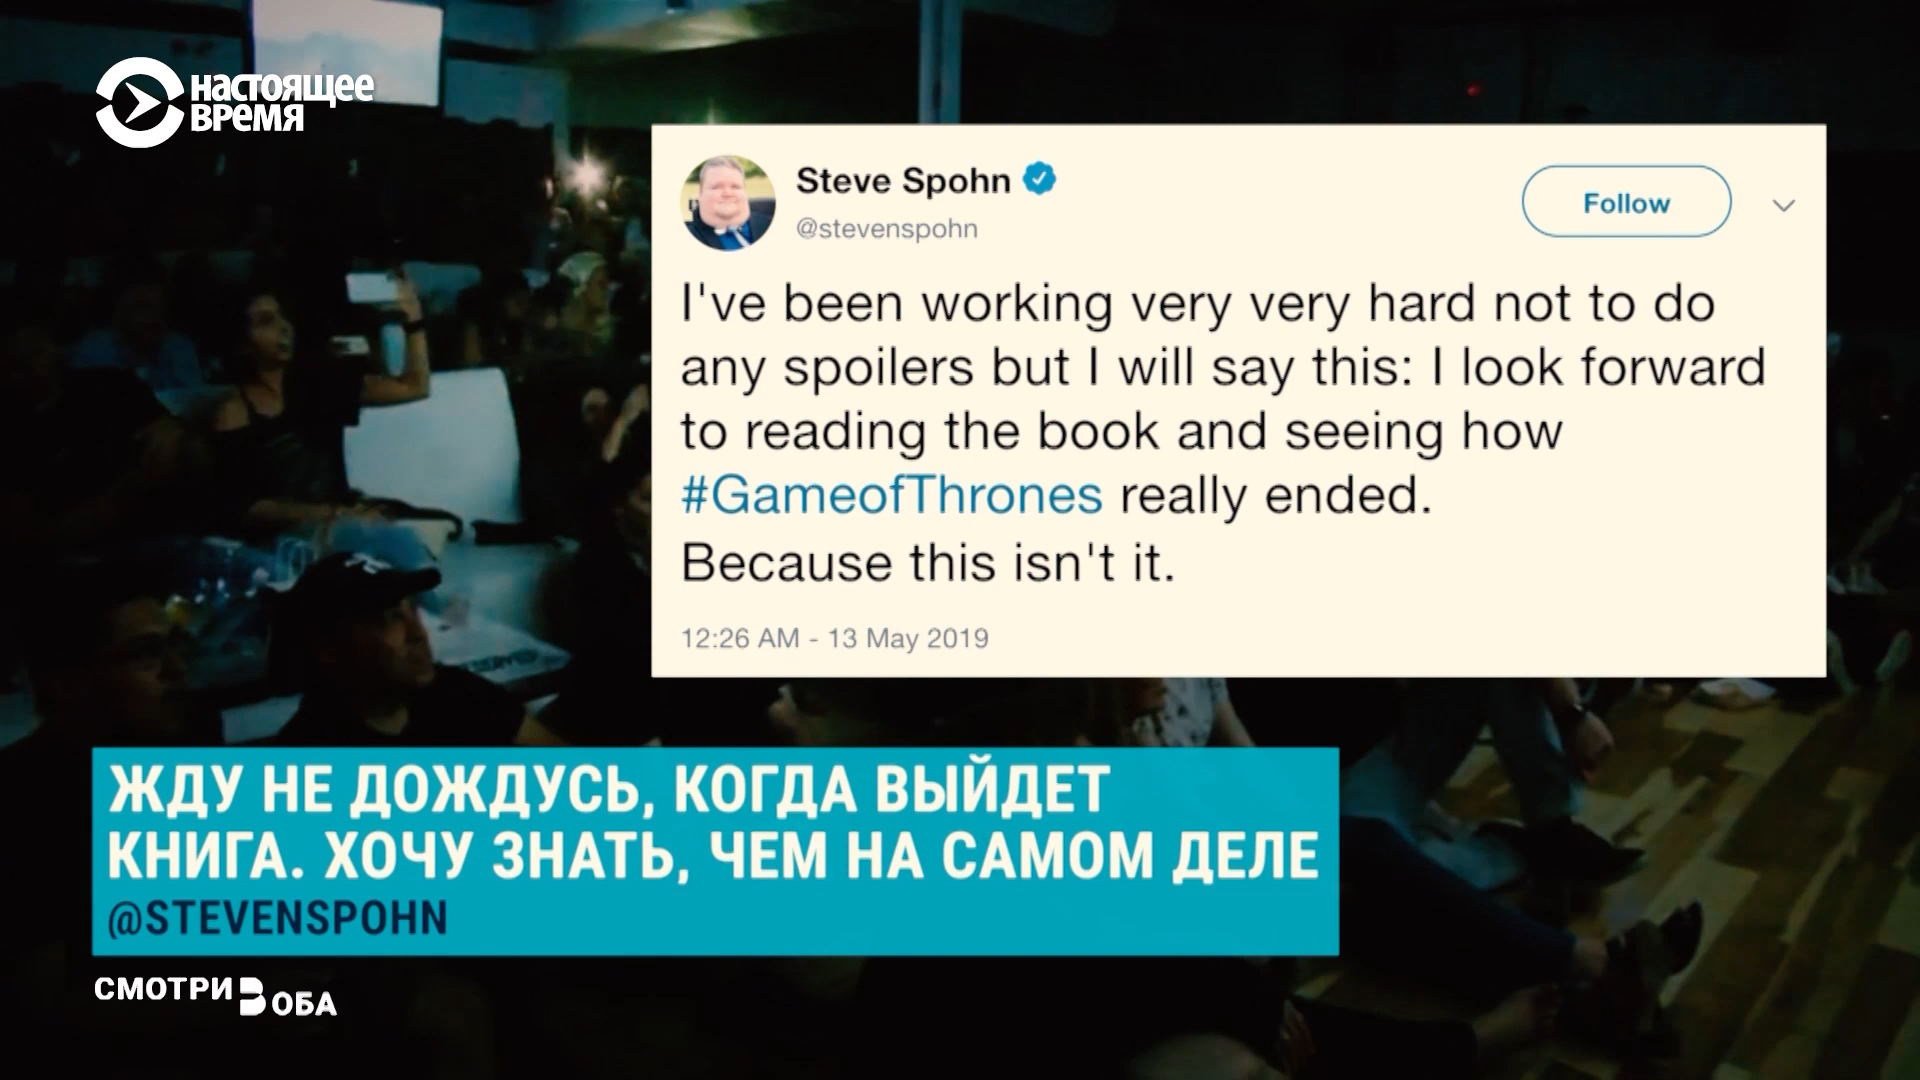 НАСТОЯЩЕЕ
ВРЕМЯ
Steve Spohn
@stevenspohn
Follow
I've been working very very hard not to do
any spoilers but I will say this: I look forward
to reading the book and seeing how
#GameofThrones really ended.
Because this isn't it.
12:26 AM - 13 May 2019
ЖДУ НЕ ДОЖДУСЬ, КОГДА ВЫЙДЕТ
КНИГА. ХОЧУ ЗНАТЬ, ЧЕМ НА САМОМ ДЕЛЕ
@STEVENSPOHN
СМОТРИ В ОБА